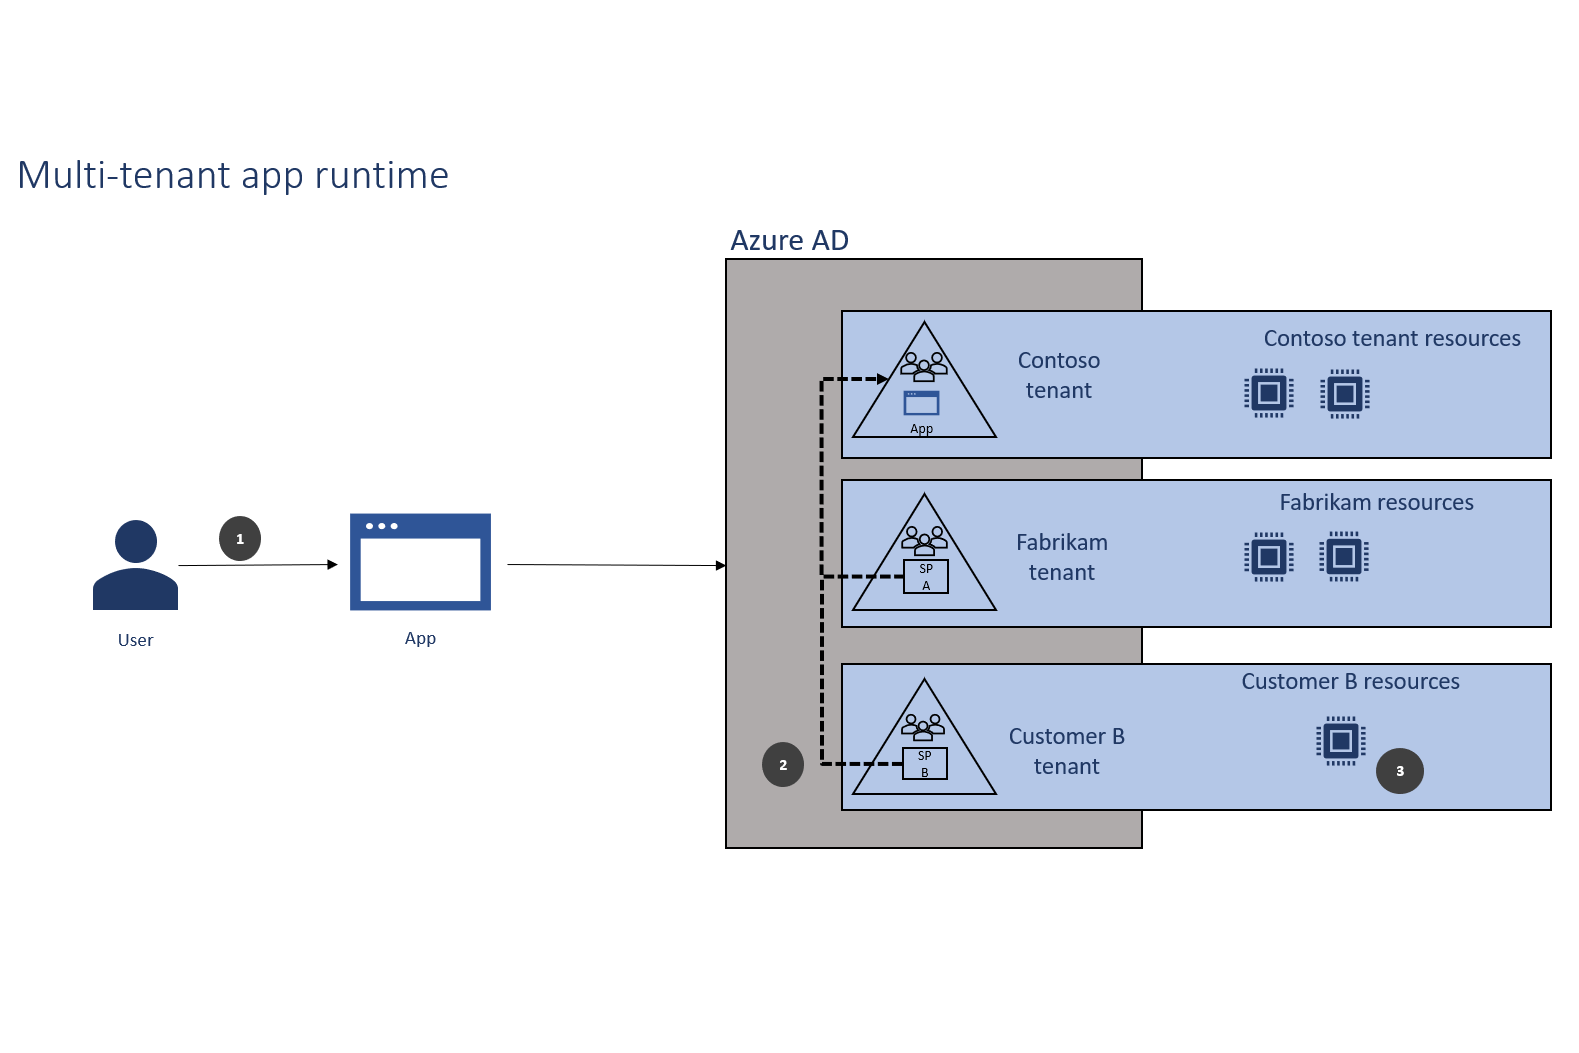 Multi-tenant app runtime
Azure AD
Contoso tenant resources
Contoso
tenant
App
Fabrikam resources
Fabrikam
tenant
SP
A
1
User
App
Customer B resources
Customer B
tenant
SP
B
2
3